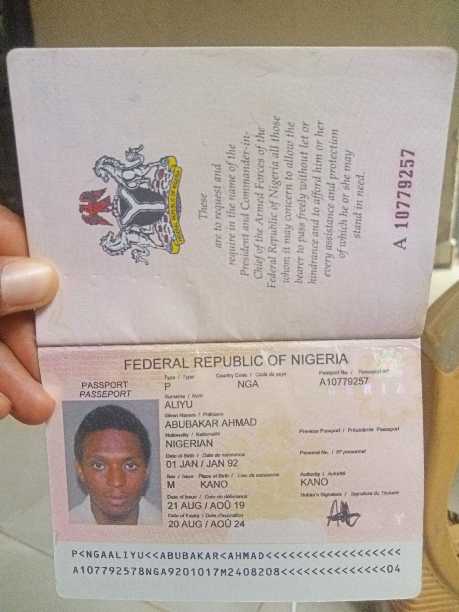 These
are to request and
require in the name of the
President and Commander-in-
Chief of the Armed Forces of the
Federal Republic of Nigeria all those
whom it may concern to allow the
bearer to pass freely without let or
hindrance and to afford him or her
every assistance and protection
of which he or she may
stand in need.
A 10779257
FEDERAL REPUBLIC OF NIGERIA
PASSPORT
PASSEPORT
Type / Type Country Code / Code du pays Passport No / Passeport n°
P NGA A10779257
Surname / Nom
ALIYU
Given Names / Prénoms
ABUBAKAR AHMAD
Nationality / Nationalité Previous Passport / Précédente Passeport
NIGERIAN
Date of Birth / Date de naissance Personal No. / N° personnel
01 JAN / JAN 92
Sex / Sexe Place of Birth / Lieu de naissance Authority / Autorité
M KANO KANO
Date of Issue / Date de délivrance Holder's Signature / Signature du Titulaire
21 AUG / AOÛ 19
Date of Expiry / Date d'expiration
20 AUG / AOÛ 24
P<NGAALIYU<<ABUBAKAR<AHMAD<<<<<<<<<<<<<<<<<<
A107792578NGA9201017M2408208<<<<<<<<<<<<<<04